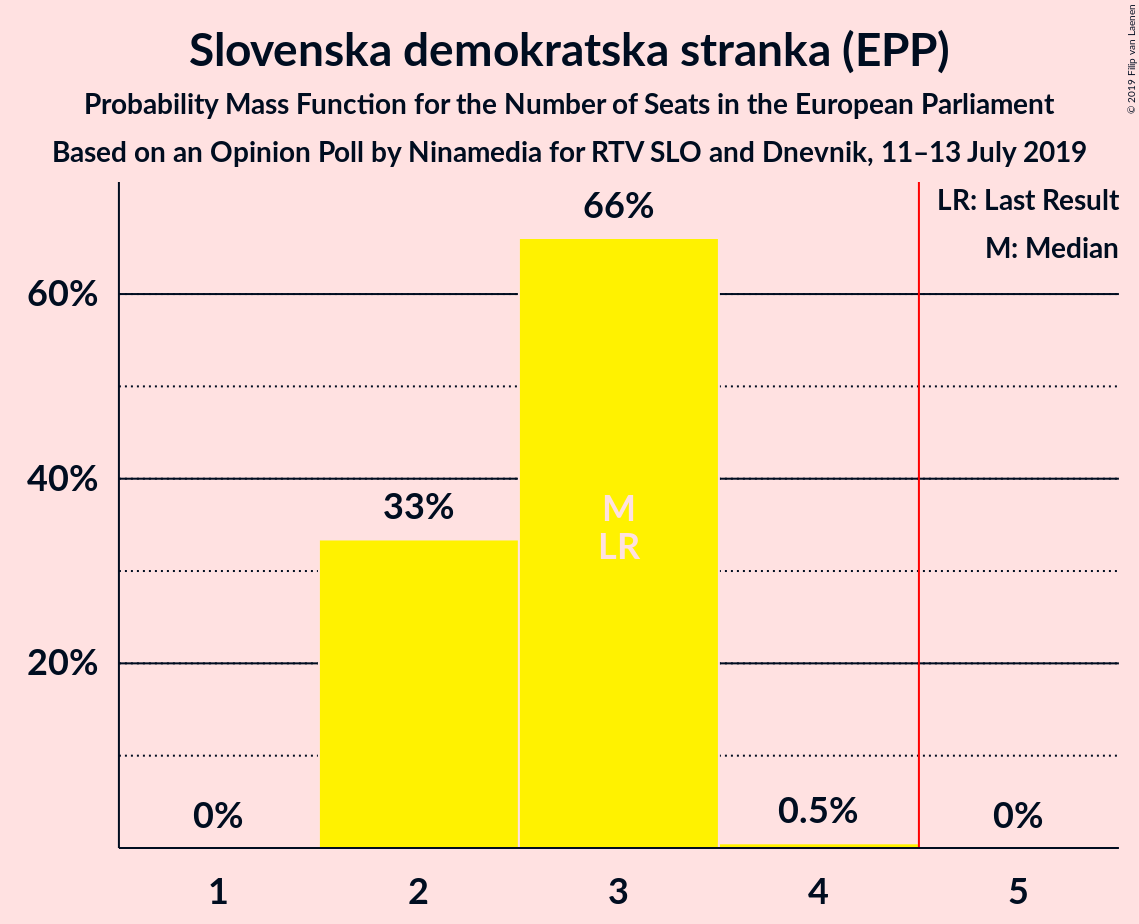 Slovenska demokratska stranka (EPP)
Probability Mass Function for the Number of Seats in the European Parliament
Based on an Opinion Poll by Ninamedia for RTV SLO and Dnevnik, 11–13 July 2019
© 2019 Filip van Laenen
LR: Last Result
M: Median
66%
60%
40%
33%
M
LR
20%
0%
0.5%
0%
1 2 3 4 5